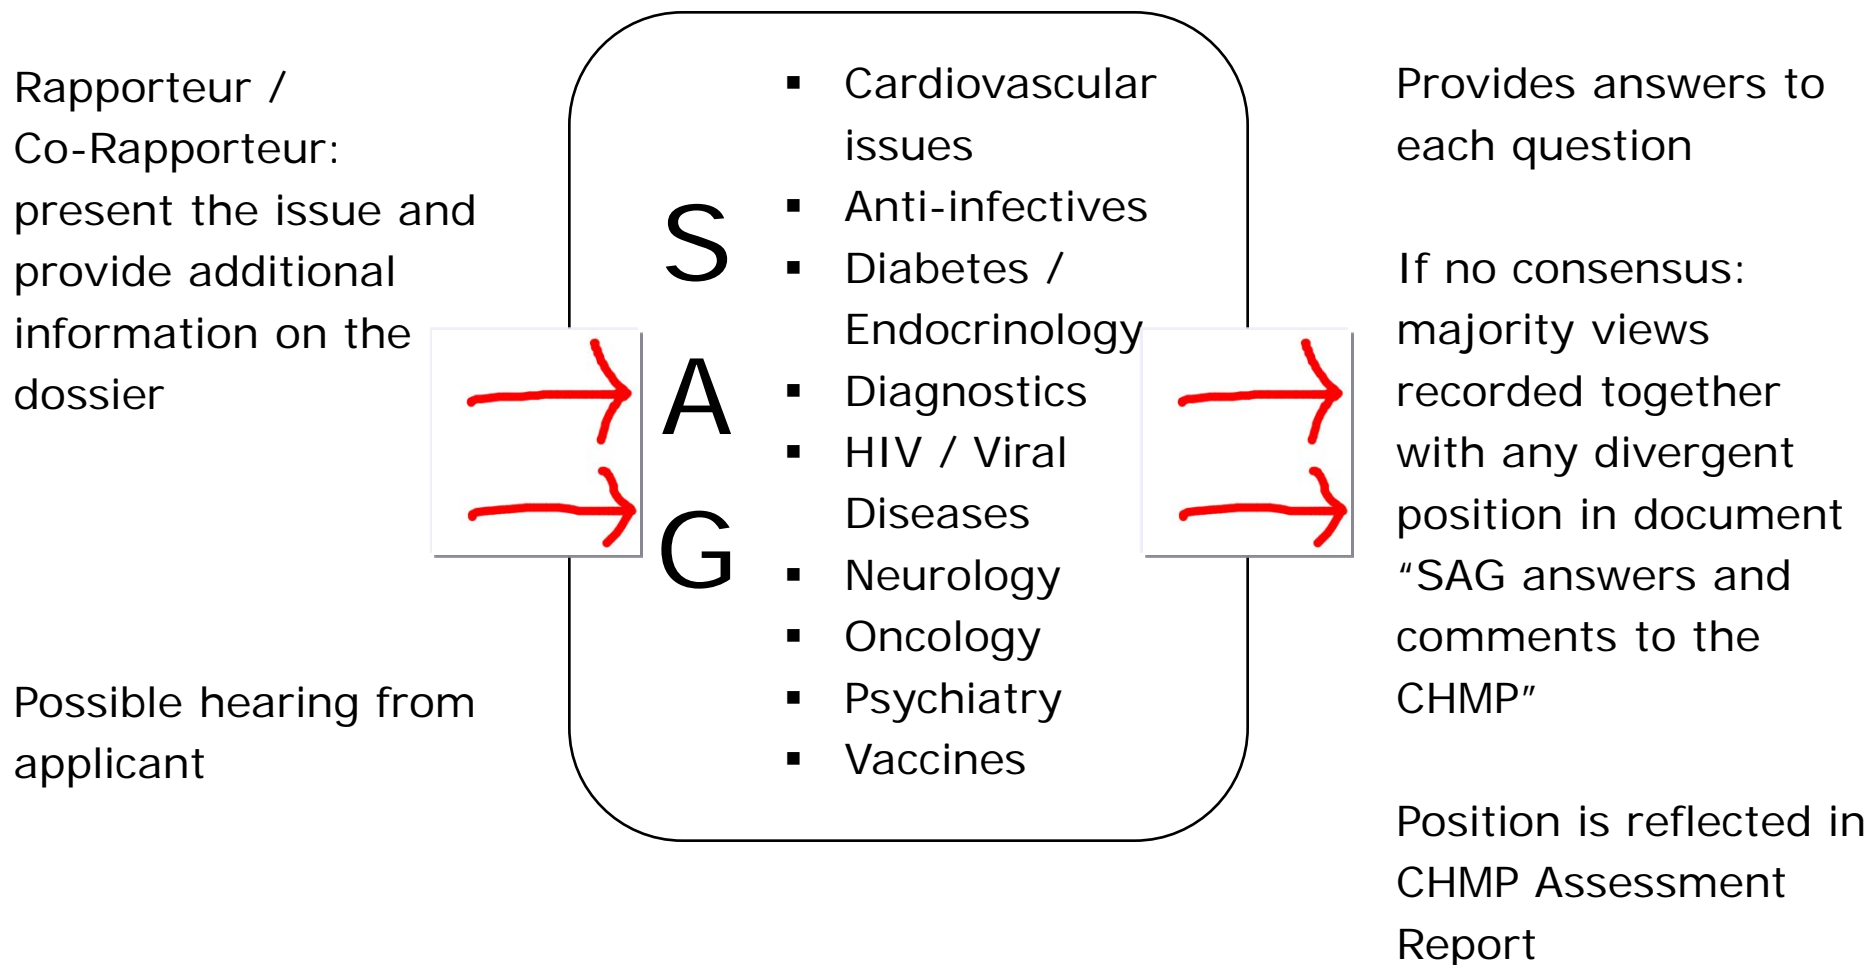 Rapporteur /
Co-Rapporteur:
present the issue and
provide additional
information on the
dossier
Possible hearing from
applicant
S
A
G
▪ Cardiovascular
issues
▪ Anti-infectives
▪ Diabetes /
Endocrinology
▪ Diagnostics
▪ HIV / Viral
Diseases
▪ Neurology
▪ Oncology
▪ Psychiatry
▪ Vaccines
Provides answers to
each question
If no consensus:
majority views
recorded together
with any divergent
position in document
“SAG answers and
comments to the
CHMP”
Position is reflected in
CHMP Assessment
Report